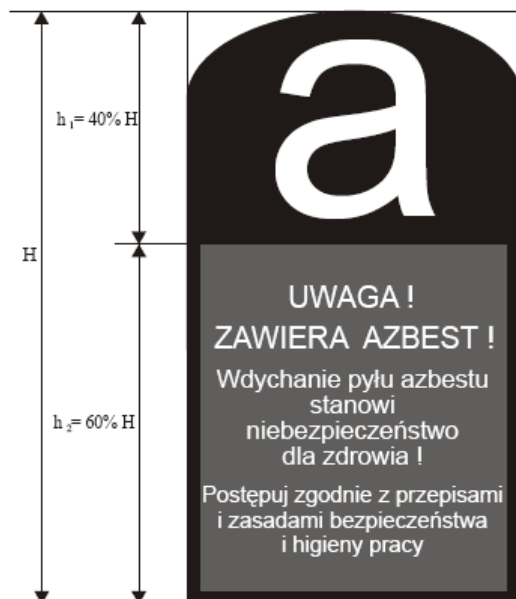 a
h₁= 40% H
H
h₂= 60% H
UWAGA !
ZAWIERA AZBEST !
Wdychanie pyłu azbestu
stanowi
niebezpieczeństwo
dla zdrowia !
Postępuj zgodnie z przepisami
i zasadami bezpieczeństwa
i higieny pracy